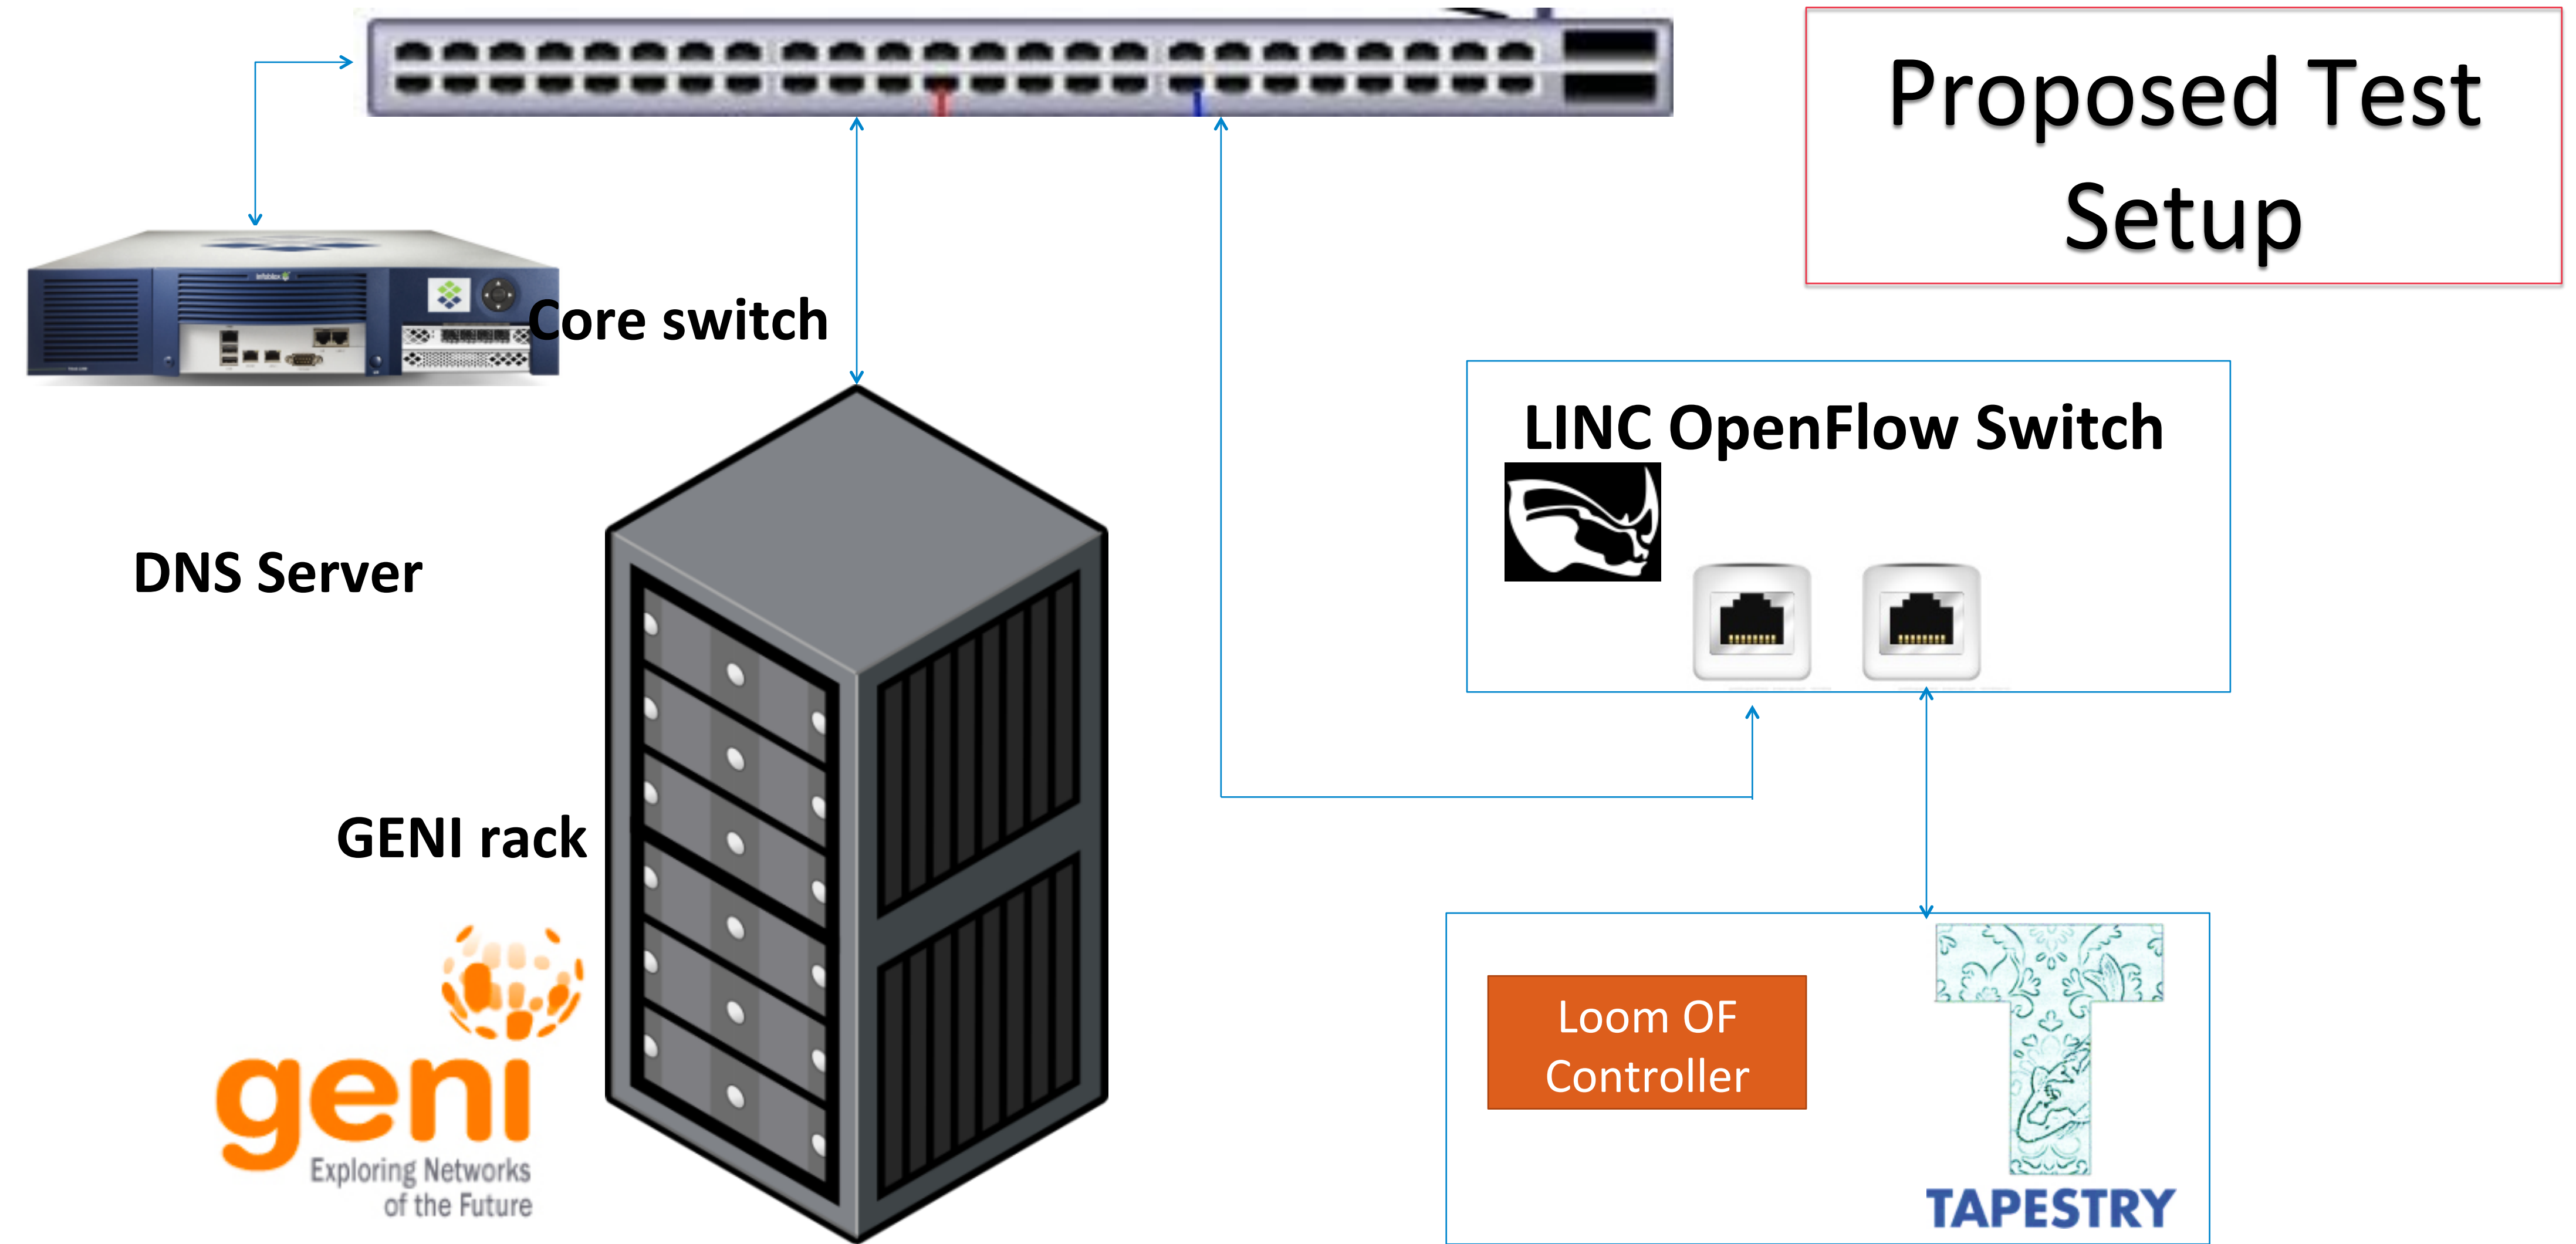 Proposed Test
Setup
infoblox
Core switch
LINC OpenFlow Switch
DNS Server
GENI rack
geni
Exploring Networks
of the Future
Loom OF
Controller
TAPESTRY